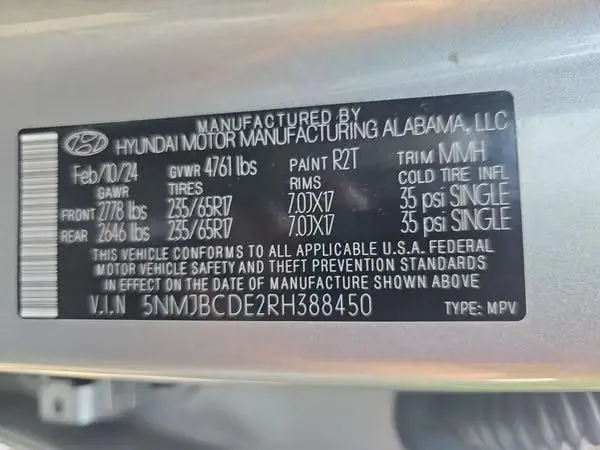 MANUFACTURED BY
HYUNDAI MOTOR MANUFACTURING ALABAMA, LLC
Feb/10/24 GVWR 4761 lbs PAINT R2T TRIM MMH
GAWR TIRES RIMS COLD TIRE INFL
FRONT 2778 lbs 235/65R17 7.0JX17 35 psi SINGLE
REAR 2646 lbs 235/65R17 7.0JX17 35 psi SINGLE
THIS VEHICLE CONFORMS TO ALL APPLICABLE U.S.A. FEDERAL
MOTOR VEHICLE SAFETY AND THEFT PREVENTION STANDARDS
IN EFFECT ON THE DATE OF MANUFACTURE SHOWN ABOVE
V.I.N 5NMJBCDE2RH388450 TYPE: MPV